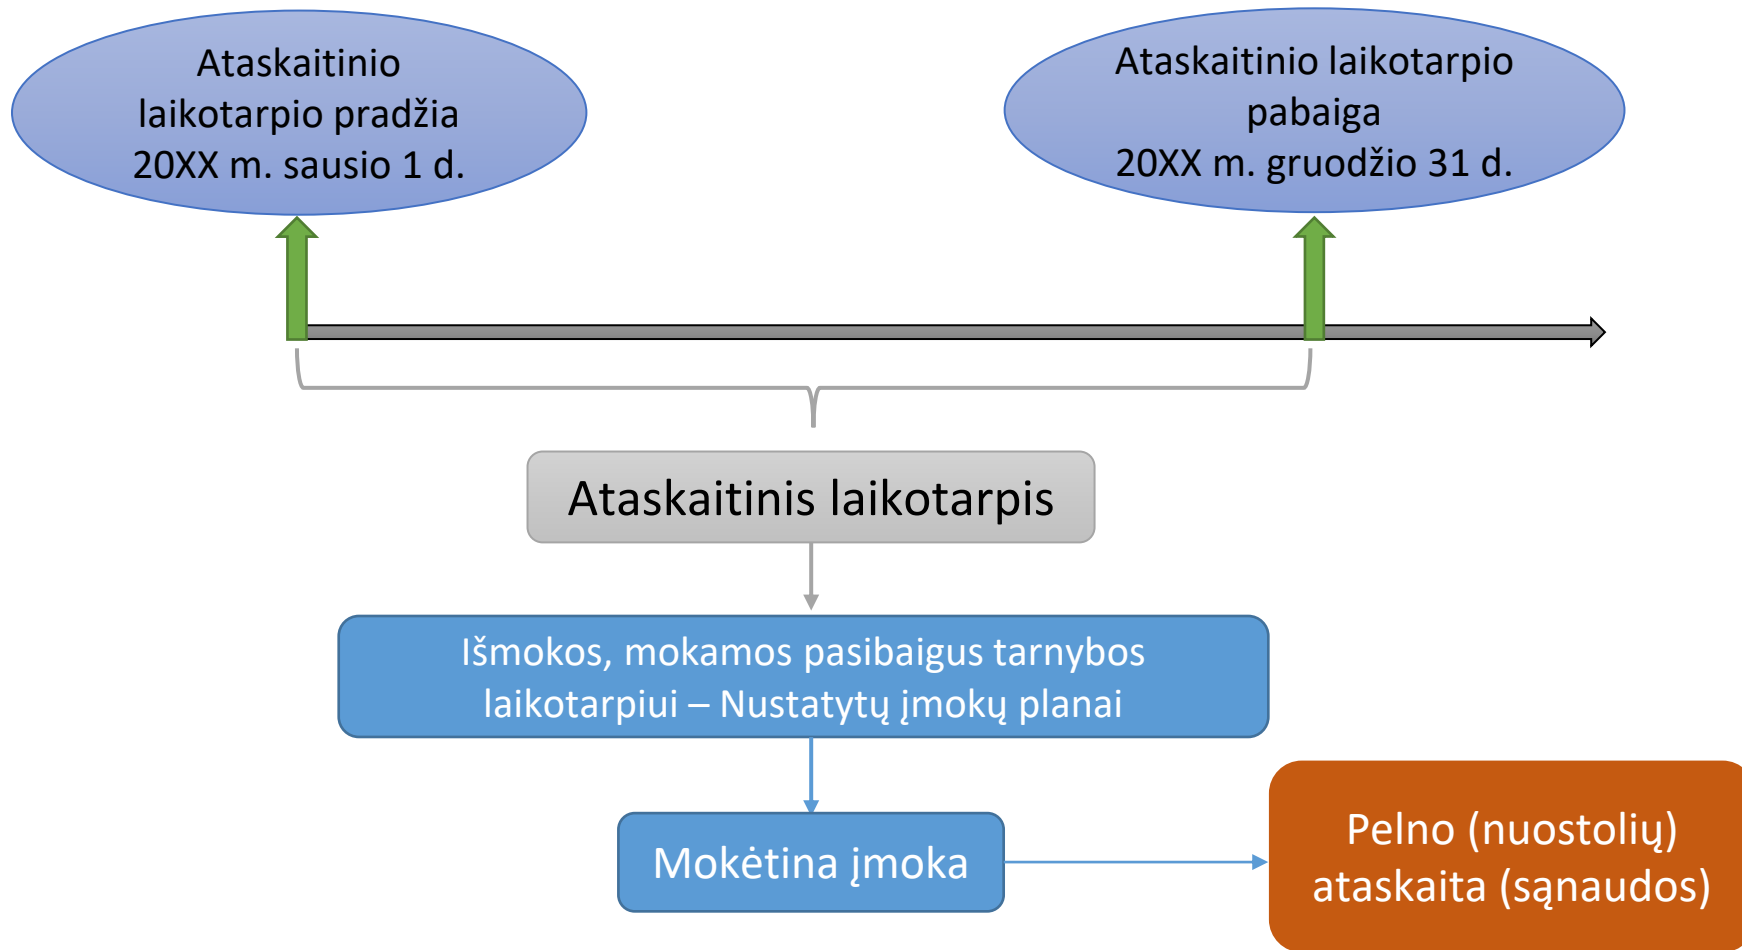 Ataskaitinio
laikotarpio pradžia
20XX m. sausio 1 d.
Ataskaitinio laikotarpio
pabaiga
20XX m. gruodžio 31 d.
Ataskaitinis laikotarpis
Išmokos, mokamos pasibaigus tarnybos
laikotarpiui – Nustatytų įmokų planai
Mokėtina įmoka
Pelno (nuostolių)
ataskaita (sąnaudos)